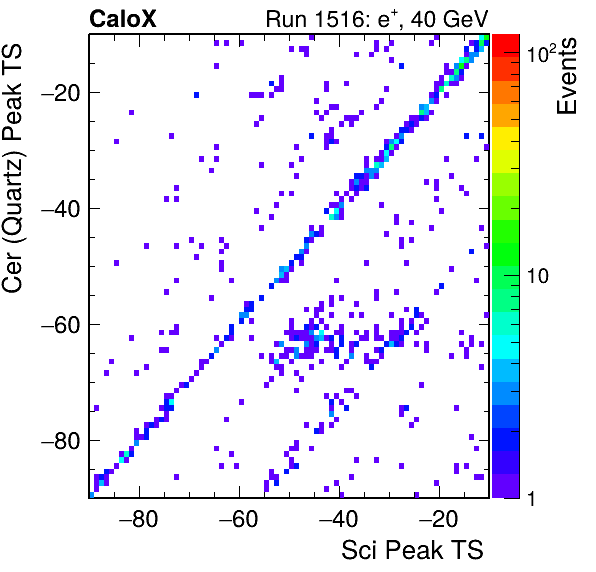 CaloX
Run 1516: e⁺, 40 GeV
Cer (Quartz) Peak TS
−20
−40
−60
−80
−80
−60
−40
−20
Sci Peak TS
10²
10
1
Events